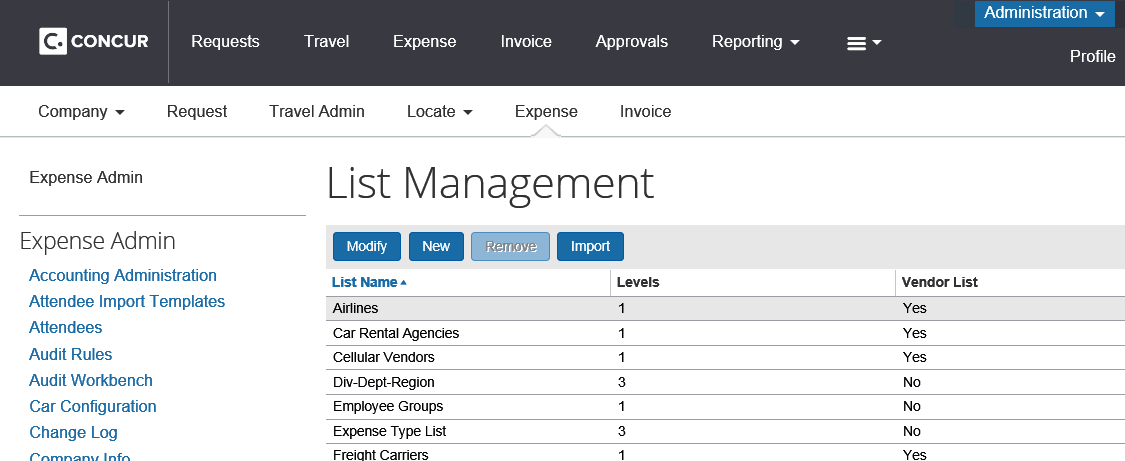 Administration
CONCUR Requests Travel Expense Invoice Approvals Reporting
Profile
Company Request Travel Admin Locate Expense Invoice
Expense Admin
List Management
Expense Admin
Modify New Remove Import
Accounting Administration
List Name Levels Vendor List
Attendee Import Templates
Airlines 1 Yes
Attendees
Car Rental Agencies 1 Yes
Audit Rules
Cellular Vendors 1 Yes
Audit Workbench
Div-Dept-Region 3 No
Car Configuration
Employee Groups 1 No
Change Log
Expense Type List 3 No
Company Info
Freight Carriers 1 Yes